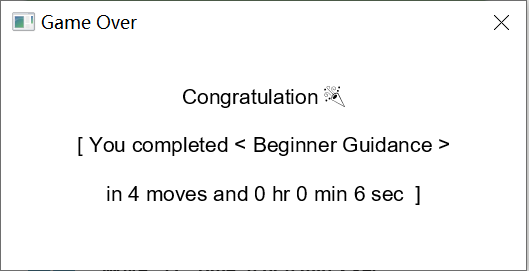 Game Over
Congratulation 🎉
[ You completed < Beginner Guidance >
in 4 moves and 0 hr 0 min 6 sec ]